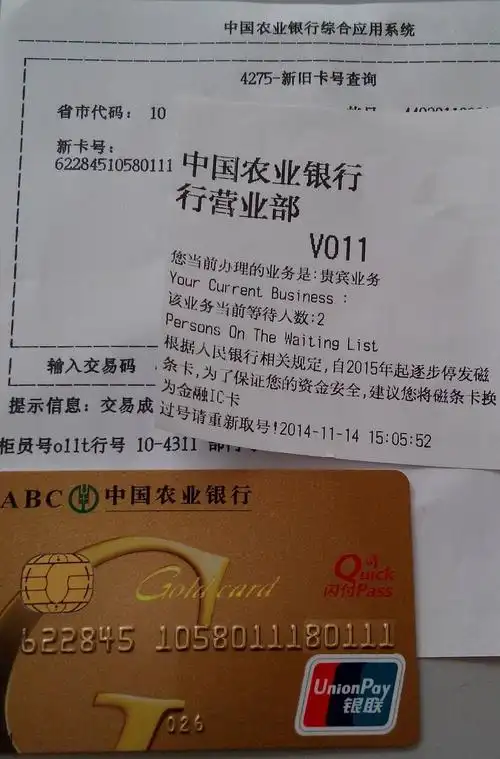 中国农业银行综合应用系统
4275-新旧卡号查询
省市代码： 10
新卡号：
62284510580111
中国农业银行
行营业部
V011
您当前办理的业务是:贵宾业务
Your Current Business :
该业务当前等待人数:2
Persons On The Waiting List
根据人民银行相关规定,自2015年起逐步停发磁
条卡,为了保证您的资金安全,建议您将磁条卡换
为金融IC卡
过号请重新取号!2014-11-14 15:05:52
输入交易码
提示信息：交易成
柜员号o11t行号 10-4311
ABC 中国农业银行
Gold card
Quick
闪付Pass
622845 1058011180111
UnionPay
银联
026